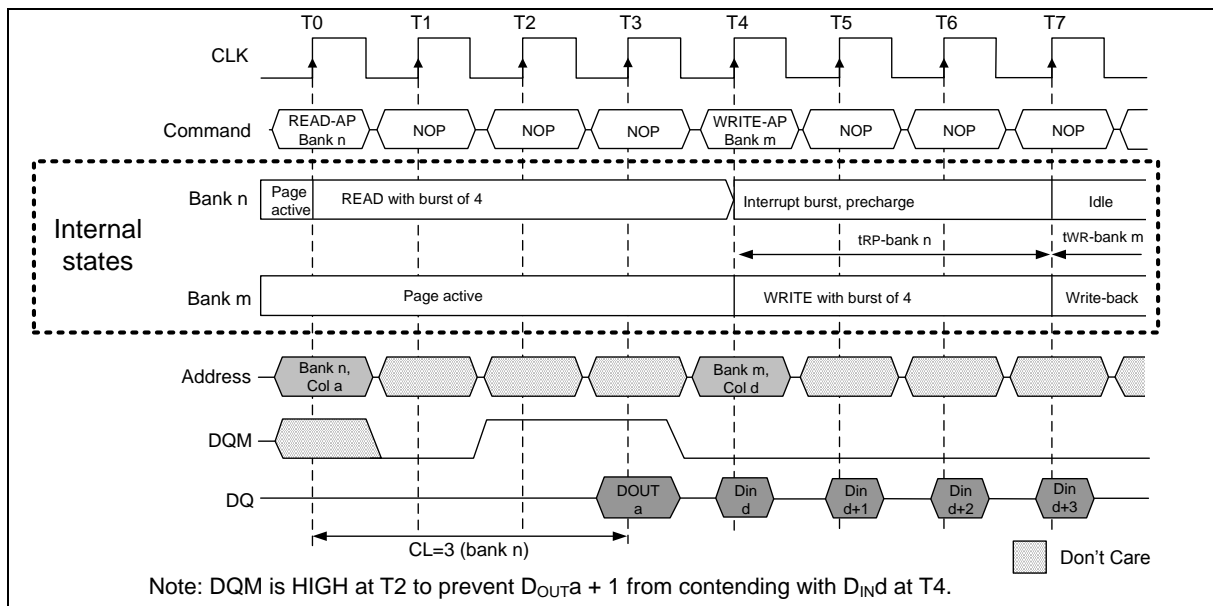 T0 T1 T2 T3 T4 T5 T6 T7
CLK
Command READ-AP Bank n NOP NOP NOP WRITE-AP Bank m NOP NOP NOP
Bank n Page active READ with burst of 4 Interrupt burst, precharge Idle
Internal states
tRP-bank n tWR-bank m
Bank m Page active WRITE with burst of 4 Write-back
Address Bank n, Col a Bank m, Col d
DQM
DQ DOUT a Din d Din d+1 Din d+2 Din d+3
CL=3 (bank n)
Don't Care
Note: DQM is HIGH at T2 to prevent DOUTa + 1 from contending with DINd at T4.